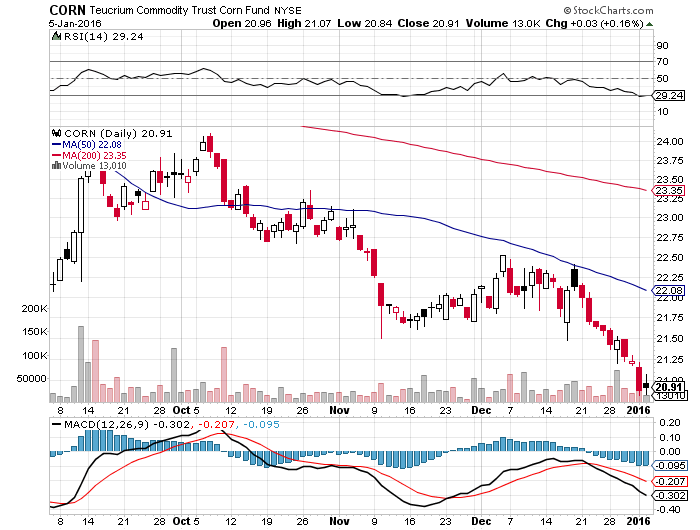 CORN Teucrium Commodity Trust Corn Fund NYSE © StockCharts.com
5-Jan-2016 Open 20.96 High 21.07 Low 20.84 Close 20.91 Volume 13.0K Chg +0.03 (+0.16%)
RSI(14) 29.24
90
70
50
29.24
10
CORN (Daily) 20.91
MA(50) 22.08
MA(200) 23.35
Volume 13,010
24.00
23.75
23.50
23.35
23.25
23.00
22.75
22.50
22.25
22.08
22.00
21.75
21.50
21.25
21.00
20.91
13010
200K
150K
100K
50000
8 14 21 28 Oct 5 12 19 26 Nov 9 16 23 Dec 7 14 21 28 2016
MACD(12,26,9) -0.302, -0.207, -0.095
0.20
0.10
0.00
-0.095
-0.207
-0.302
-0.40
8 14 21 28 Oct 5 12 19 26 Nov 9 16 23 Dec 7 14 21 28 2016